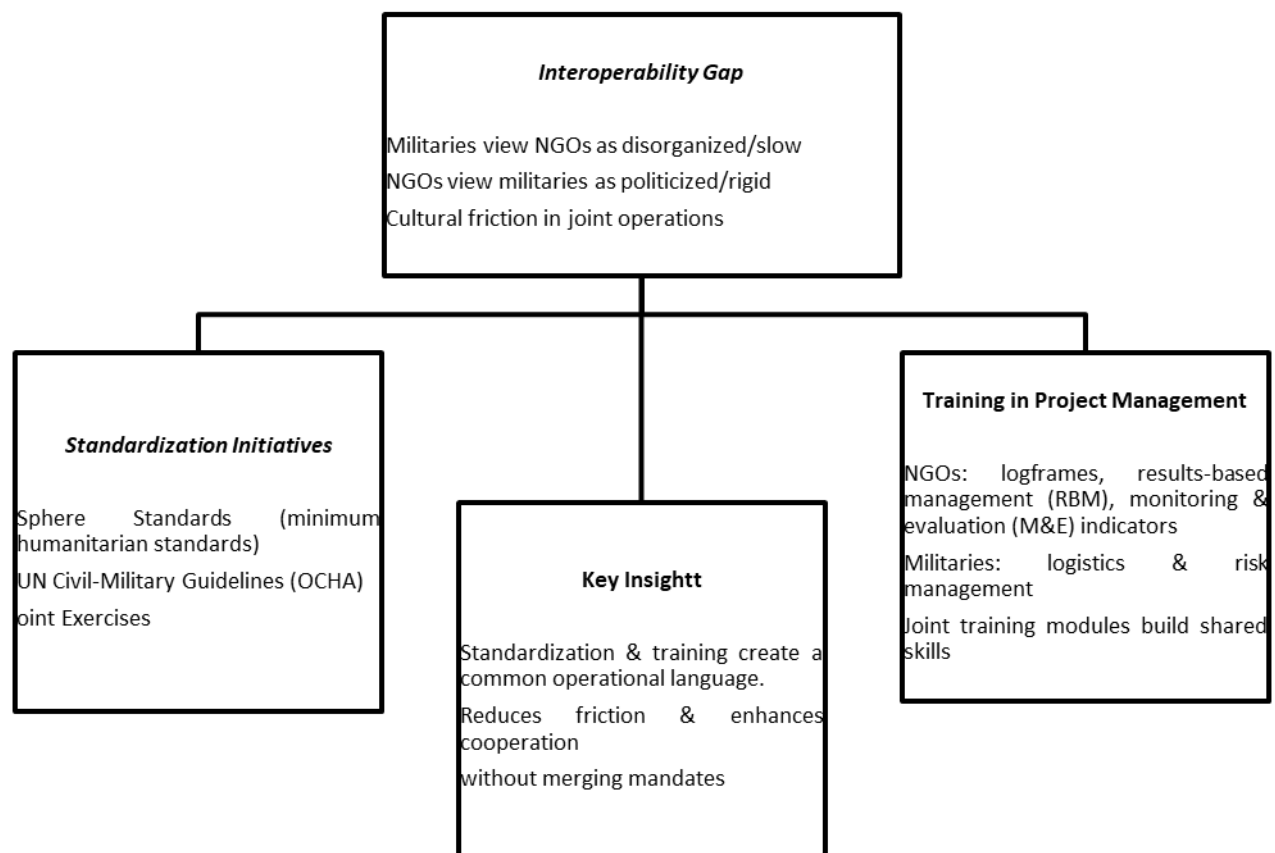 Interoperability Gap
Militaries view NGOs as disorganized/slow
NGOs view militaries as politicized/rigid
Cultural friction in joint operations
Standardization Initiatives
Sphere Standards (minimum
humanitarian standards)
UN Civil-Military Guidelines (OCHA)
oint Exercises
Key Insightt
Standardization & training create a
common operational language.
Reduces friction & enhances
cooperation
without merging mandates
Training in Project Management
NGOs: logframes, results-based
management (RBM), monitoring &
evaluation (M&E) indicators
Militaries: logistics & risk
management
Joint training modules build shared
skills